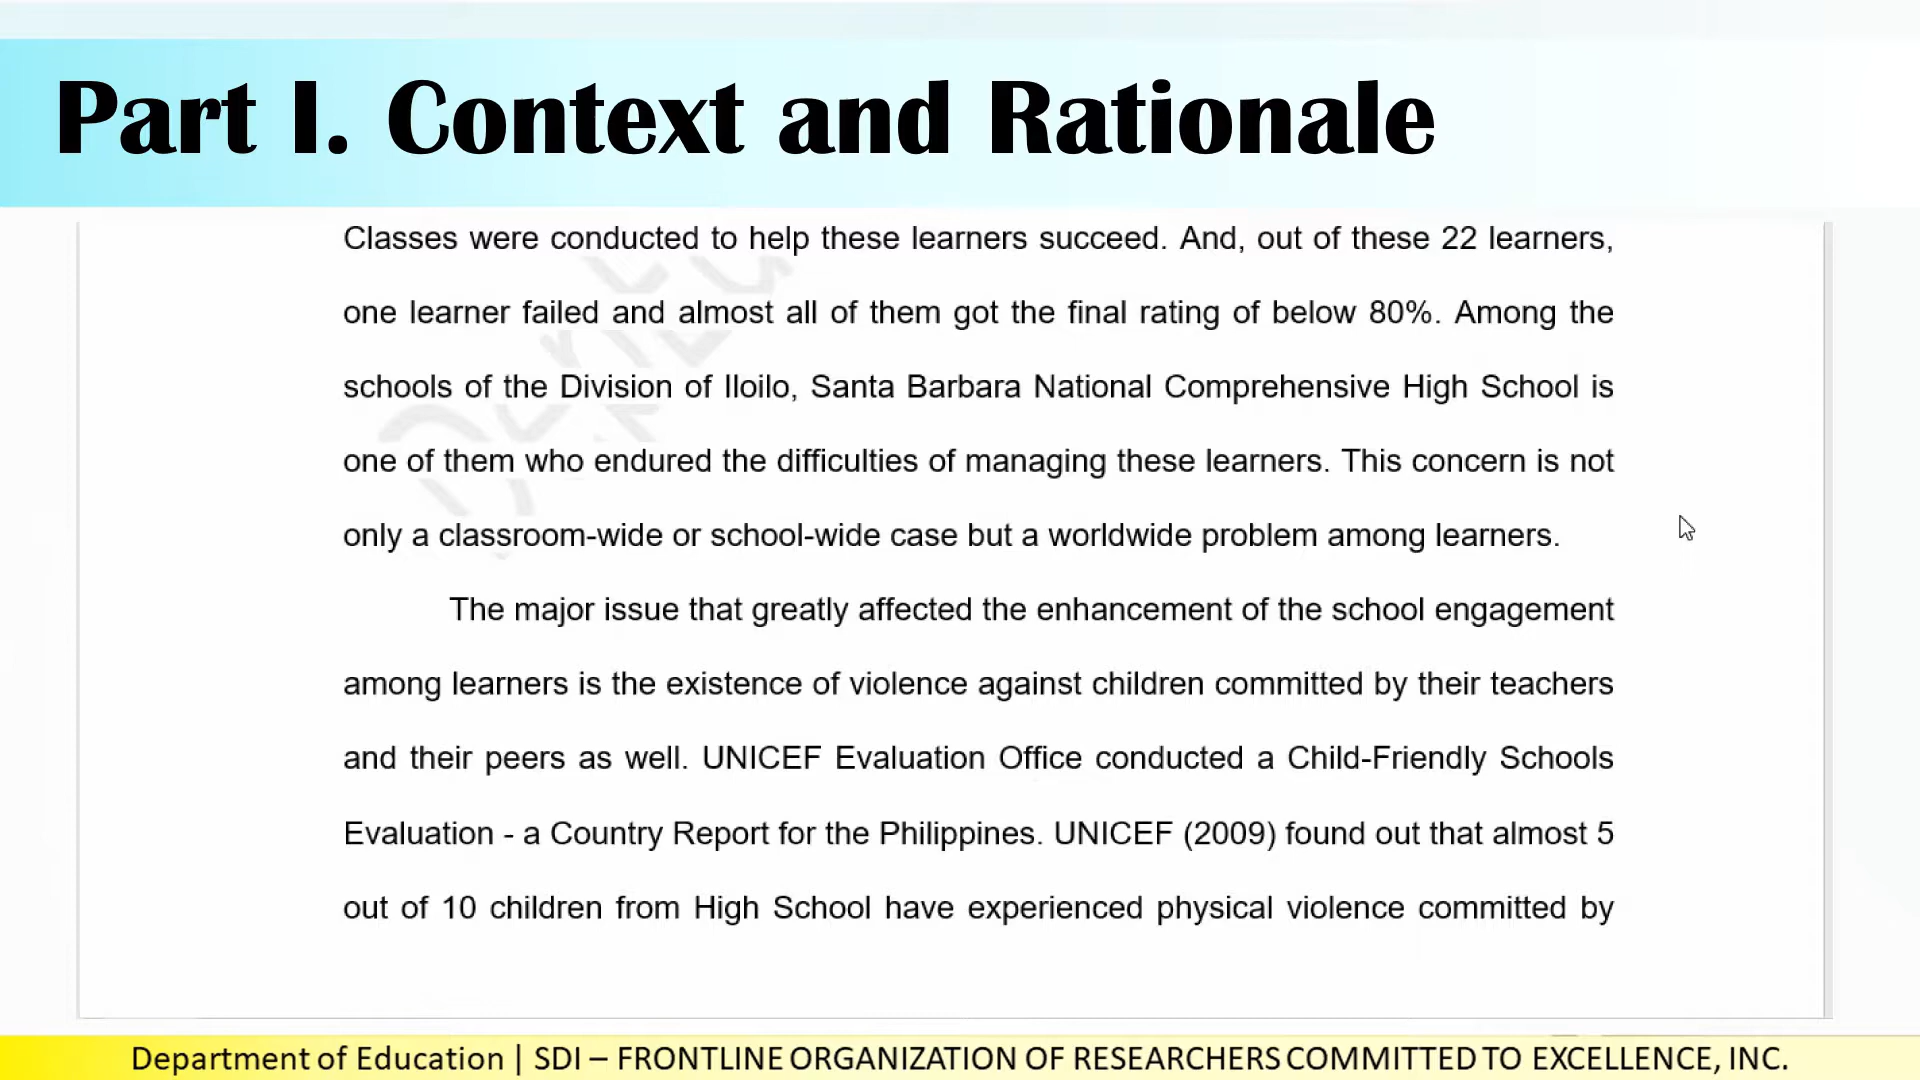 Part I. Context and Rationale
Classes were conducted to help these learners succeed. And, out of these 22 learners,
one learner failed and almost all of them got the final rating of below 80%. Among the
schools of the Division of Iloilo, Santa Barbara National Comprehensive High School is
one of them who endured the difficulties of managing these learners. This concern is not
only a classroom-wide or school-wide case but a worldwide problem among learners.
The major issue that greatly affected the enhancement of the school engagement
among learners is the existence of violence against children committed by their teachers
and their peers as well. UNICEF Evaluation Office conducted a Child-Friendly Schools
Evaluation - a Country Report for the Philippines. UNICEF (2009) found out that almost 5
out of 10 children from High School have experienced physical violence committed by
Department of Education | SDI – FRONTLINE ORGANIZATION OF RESEARCHERS COMMITTED TO EXCELLENCE, INC.